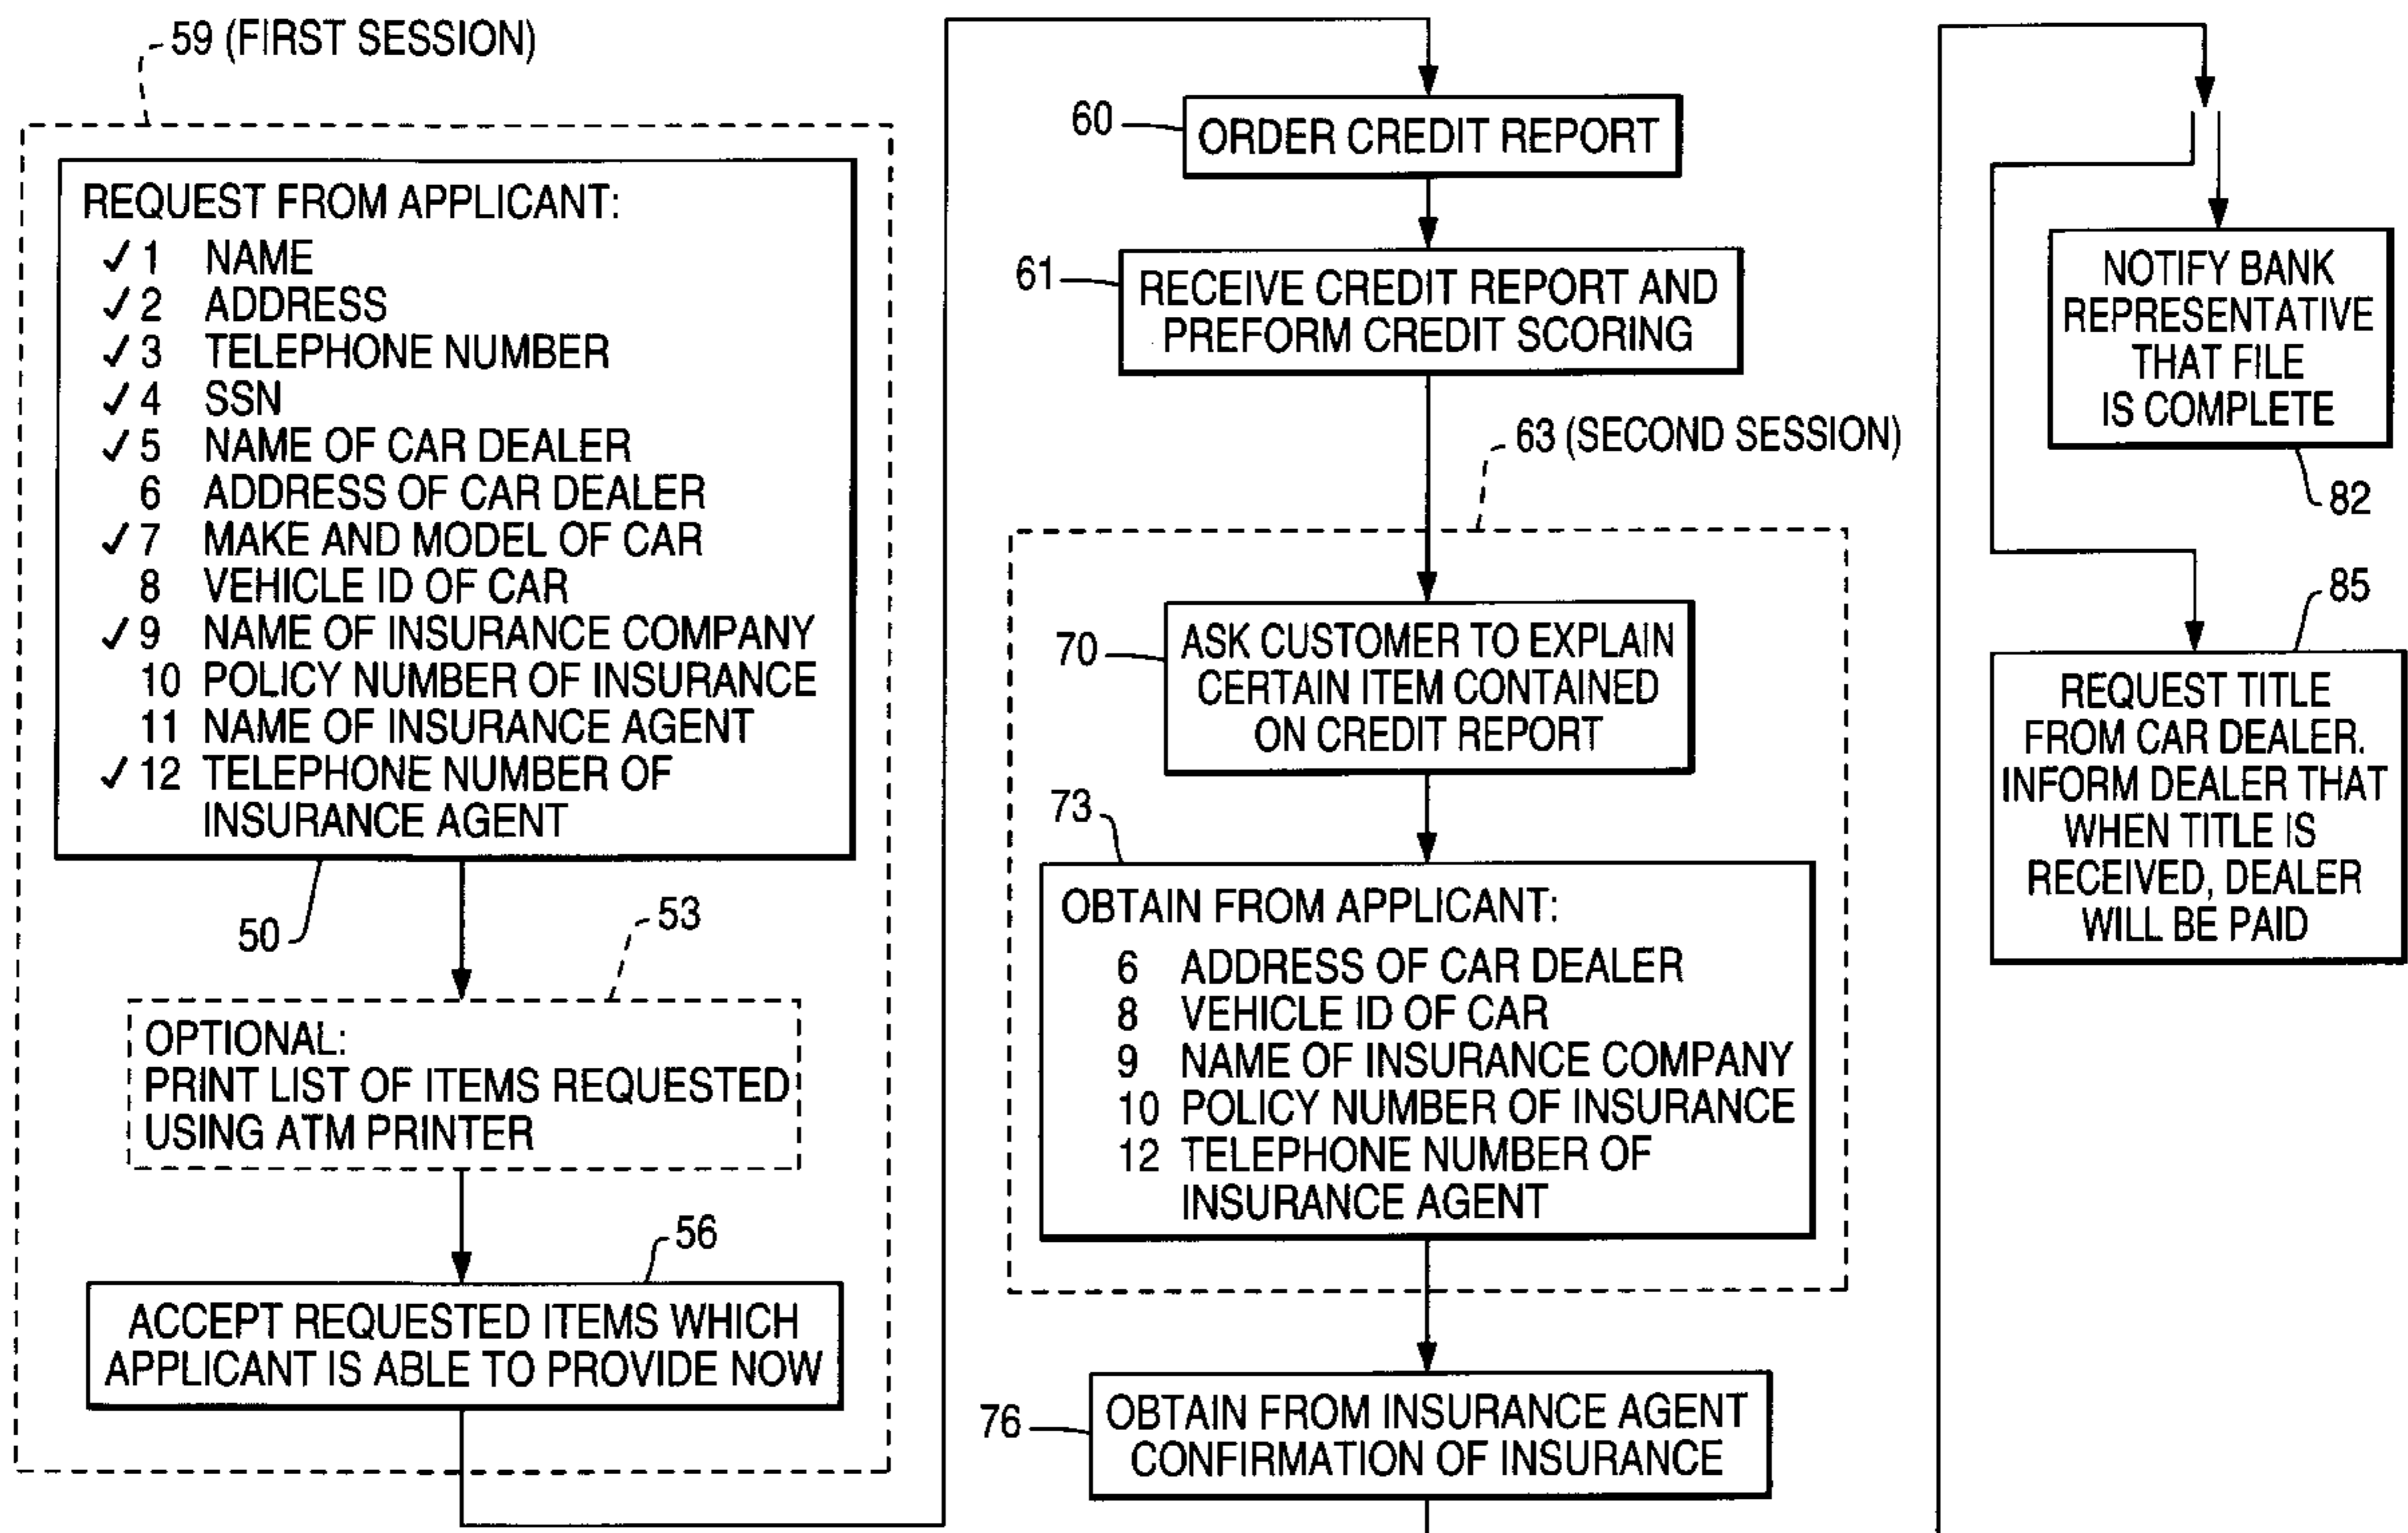 59 (FIRST SESSION)
REQUEST FROM APPLICANT:
✓ 1 NAME
✓ 2 ADDRESS
✓ 3 TELEPHONE NUMBER
✓ 4 SSN
✓ 5 NAME OF CAR DEALER
6 ADDRESS OF CAR DEALER
✓ 7 MAKE AND MODEL OF CAR
8 VEHICLE ID OF CAR
✓ 9 NAME OF INSURANCE COMPANY
10 POLICY NUMBER OF INSURANCE
11 NAME OF INSURANCE AGENT
✓ 12 TELEPHONE NUMBER OF
INSURANCE AGENT
50
53
OPTIONAL:
PRINT LIST OF ITEMS REQUESTED
USING ATM PRINTER
56
ACCEPT REQUESTED ITEMS WHICH
APPLICANT IS ABLE TO PROVIDE NOW
60
ORDER CREDIT REPORT
61
RECEIVE CREDIT REPORT AND
PREFORM CREDIT SCORING
63 (SECOND SESSION)
70
ASK CUSTOMER TO EXPLAIN
CERTAIN ITEM CONTAINED
ON CREDIT REPORT
73
OBTAIN FROM APPLICANT:
6 ADDRESS OF CAR DEALER
8 VEHICLE ID OF CAR
9 NAME OF INSURANCE COMPANY
10 POLICY NUMBER OF INSURANCE
12 TELEPHONE NUMBER OF
INSURANCE AGENT
76
OBTAIN FROM INSURANCE AGENT
CONFIRMATION OF INSURANCE
NOTIFY BANK
REPRESENTATIVE
THAT FILE
IS COMPLETE
82
85
REQUEST TITLE
FROM CAR DEALER.
INFORM DEALER THAT
WHEN TITLE IS
RECEIVED, DEALER
WILL BE PAID